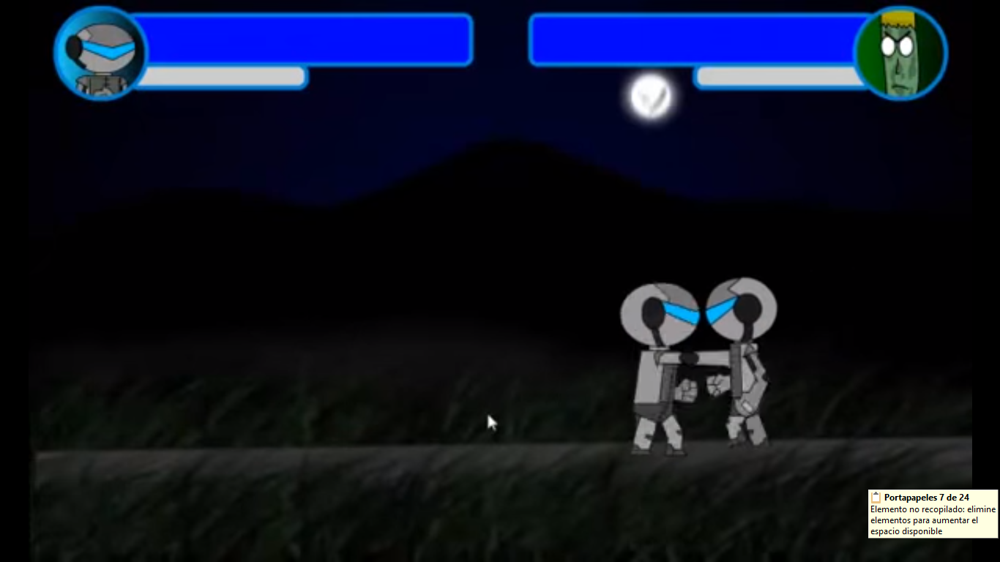 Portapapeles 7 de 24
Elemento no recopilado: elimine
elementos para aumentar el
espacio disponible